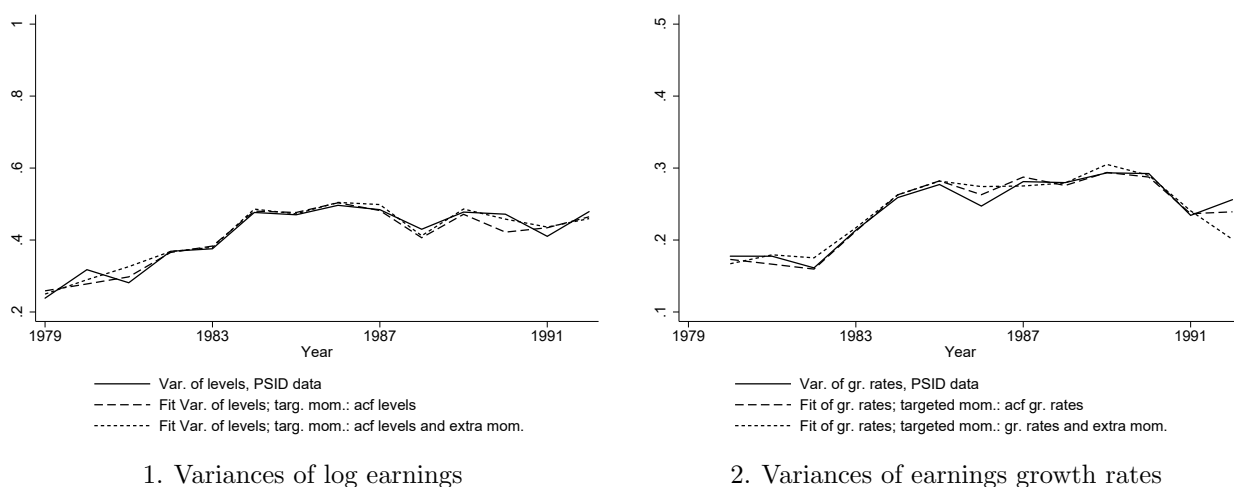 1
.8
.6
.4
.2
1979
1983
1987
1991
Year
Var. of levels, PSID data
Fit Var. of levels; targ. mom.: acf levels
Fit Var. of levels; targ. mom.: acf levels and extra mom.
1. Variances of log earnings
.5
.4
.3
.2
.1
1979
1983
1987
1991
Year
Var. of gr. rates, PSID data
Fit of gr. rates; targeted mom.: acf gr. rates
Fit of gr. rates; targeted mom.: gr. rates and extra mom.
2. Variances of earnings growth rates